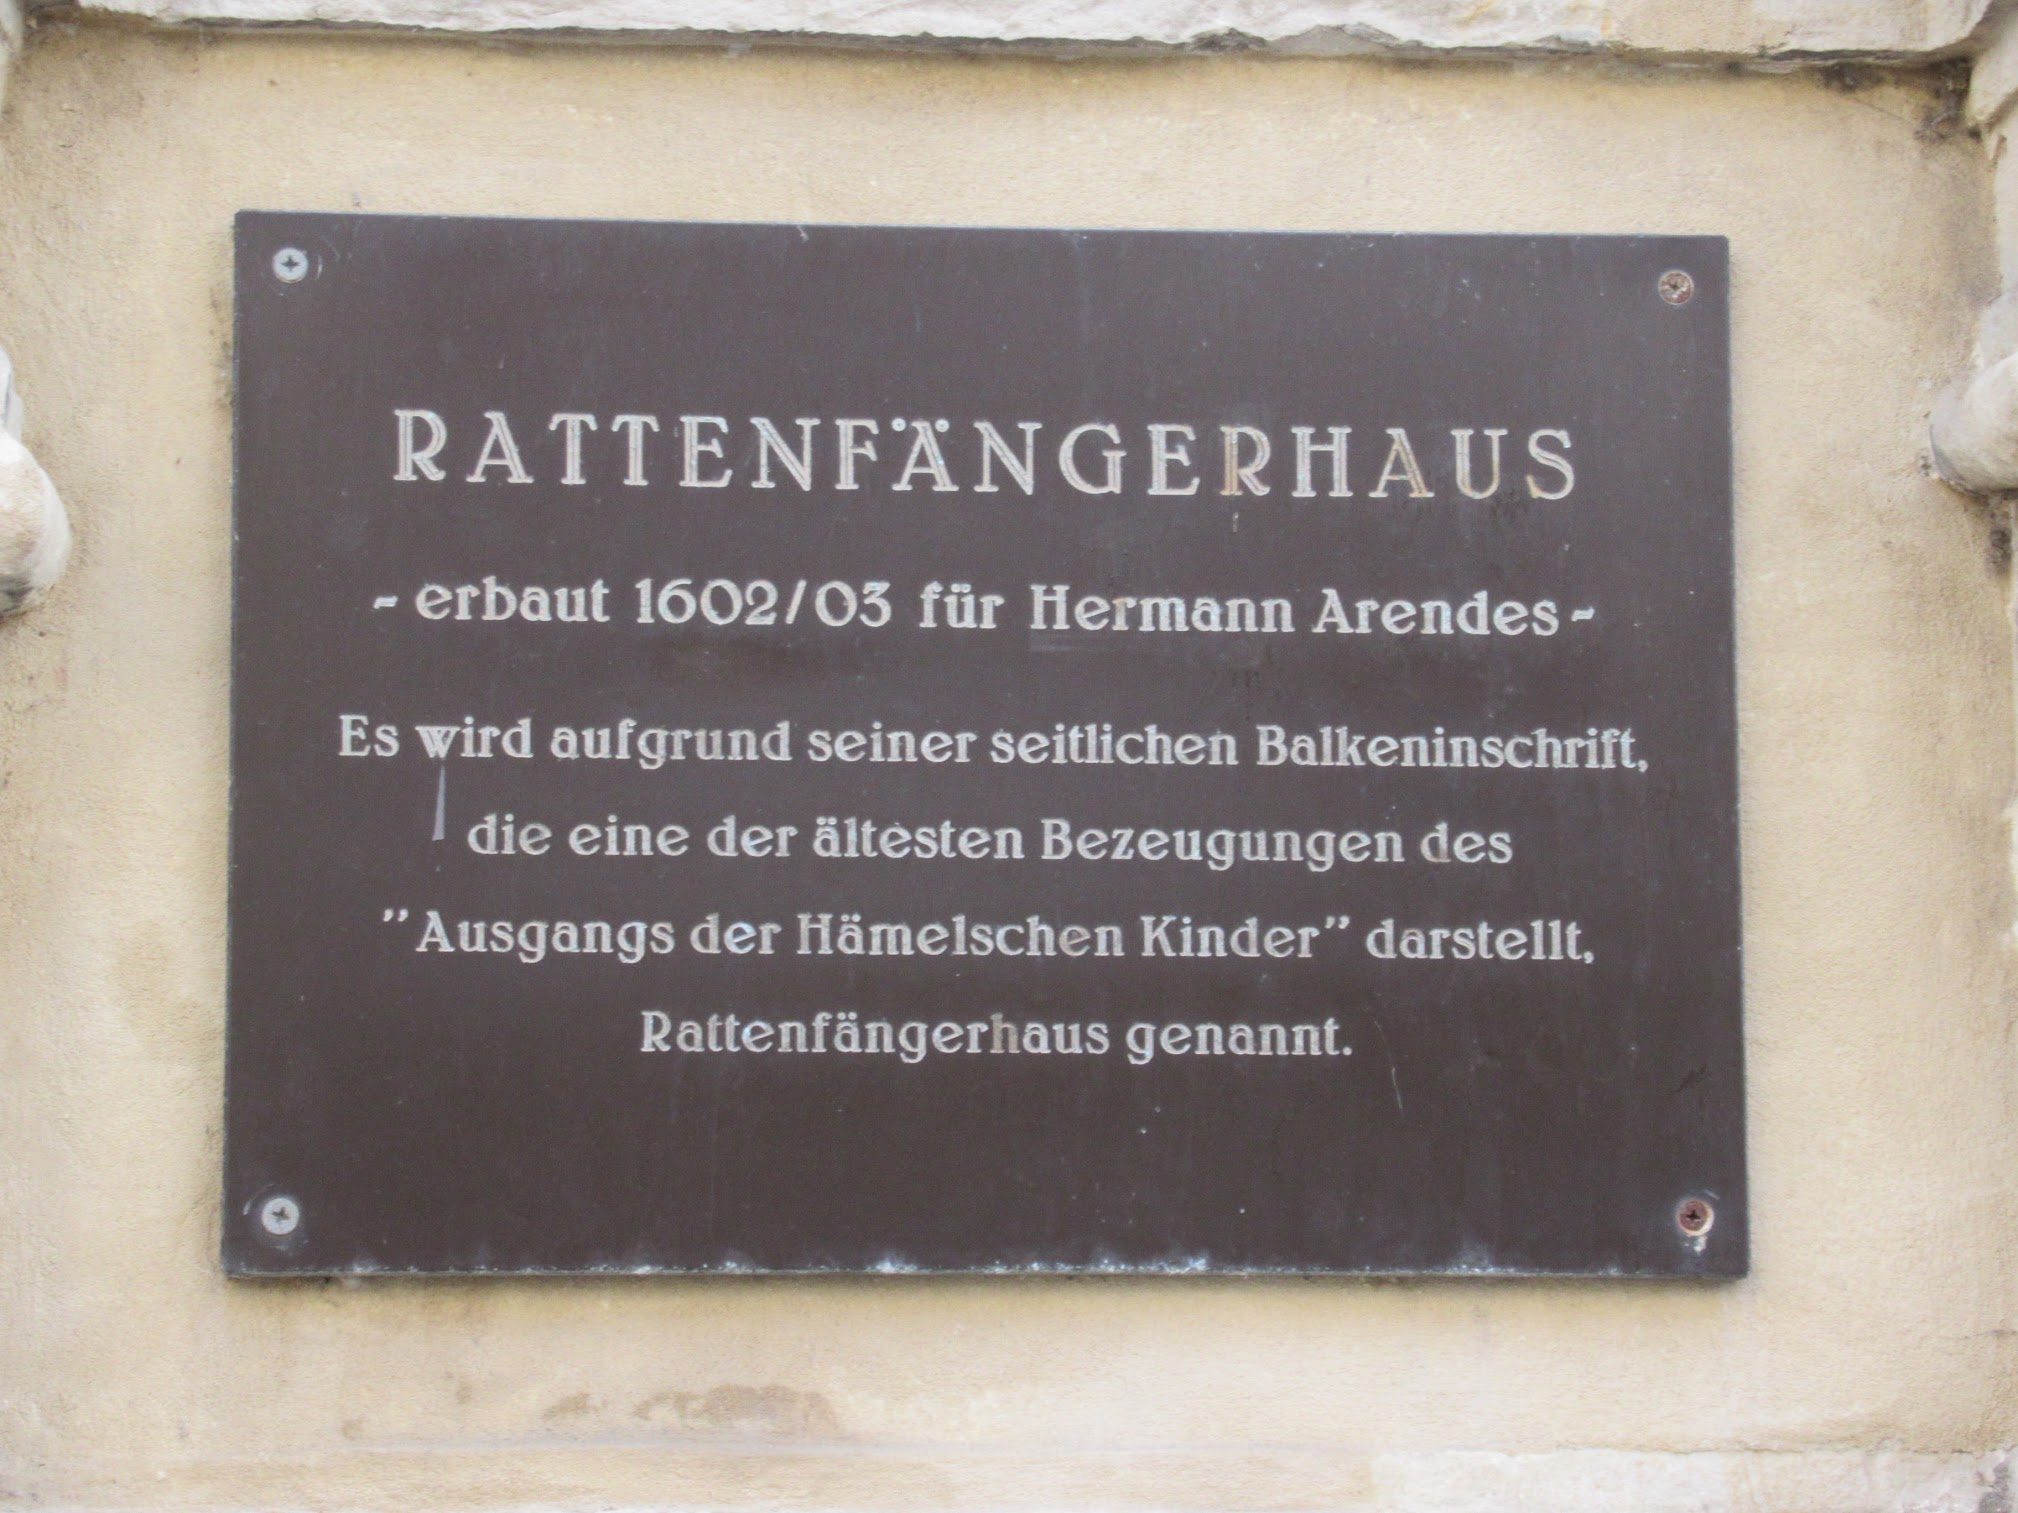 RATTENFÄNGERHAUS
- erbaut 1602/03 für Hermann Arendes -
Es wird aufgrund seiner seitlichen Balkeninschrift,
die eine der ältesten Bezeugungen des
"Ausgangs der Hämelschen Kinder" darstellt,
Rattenfängerhaus genannt.